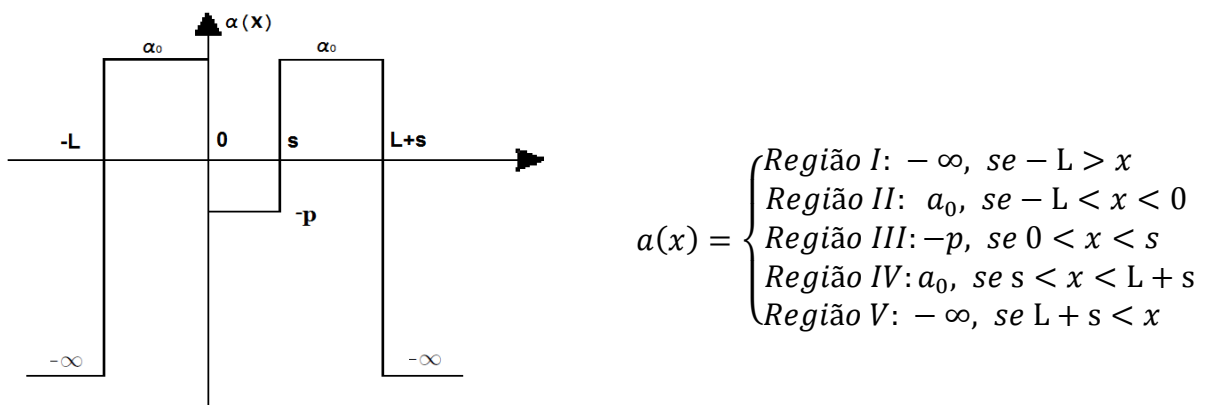 α (x)
α₀ α₀
-L 0 s L+s
-p
-∞ -∞
a(x) =
Região I: − ∞, se − L > x
Região II: a₀, se − L < x < 0
Região III: −p, se 0 < x < s
Região IV: a₀, se s < x < L + s
Região V: − ∞, se L + s < x